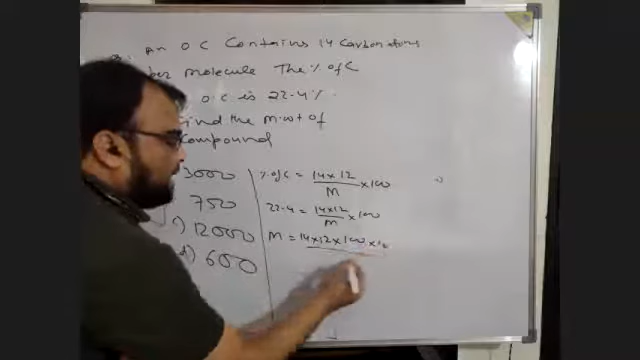 An O C Contains 14 Carbon atoms
per molecule The % of C
O.C is 22.4 %.
Find the m.wt of
Compound
3000
750
c) 12000
d) 600
% of C = 14 × 12 / M × 100
22.4 = 14×12 / M × 100
M = 14×12×100 × 10